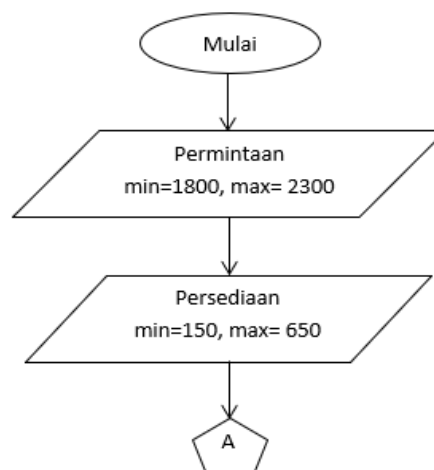 Mulai
Permintaan
min=1800, max= 2300
Persediaan
min=150, max= 650
A